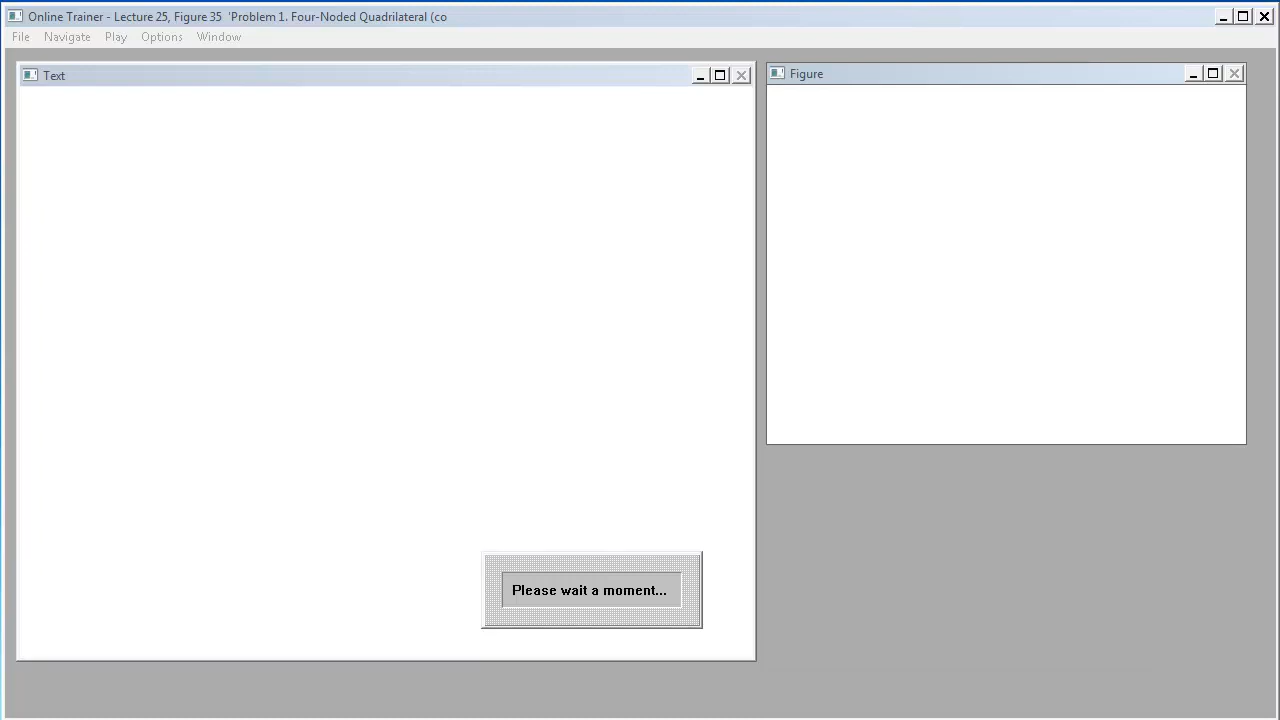 Online Trainer - Lecture 25, Figure 35 'Problem 1. Four-Noded Quadrilateral (co
File Navigate Play Options Window
Text
Figure
Please wait a moment...